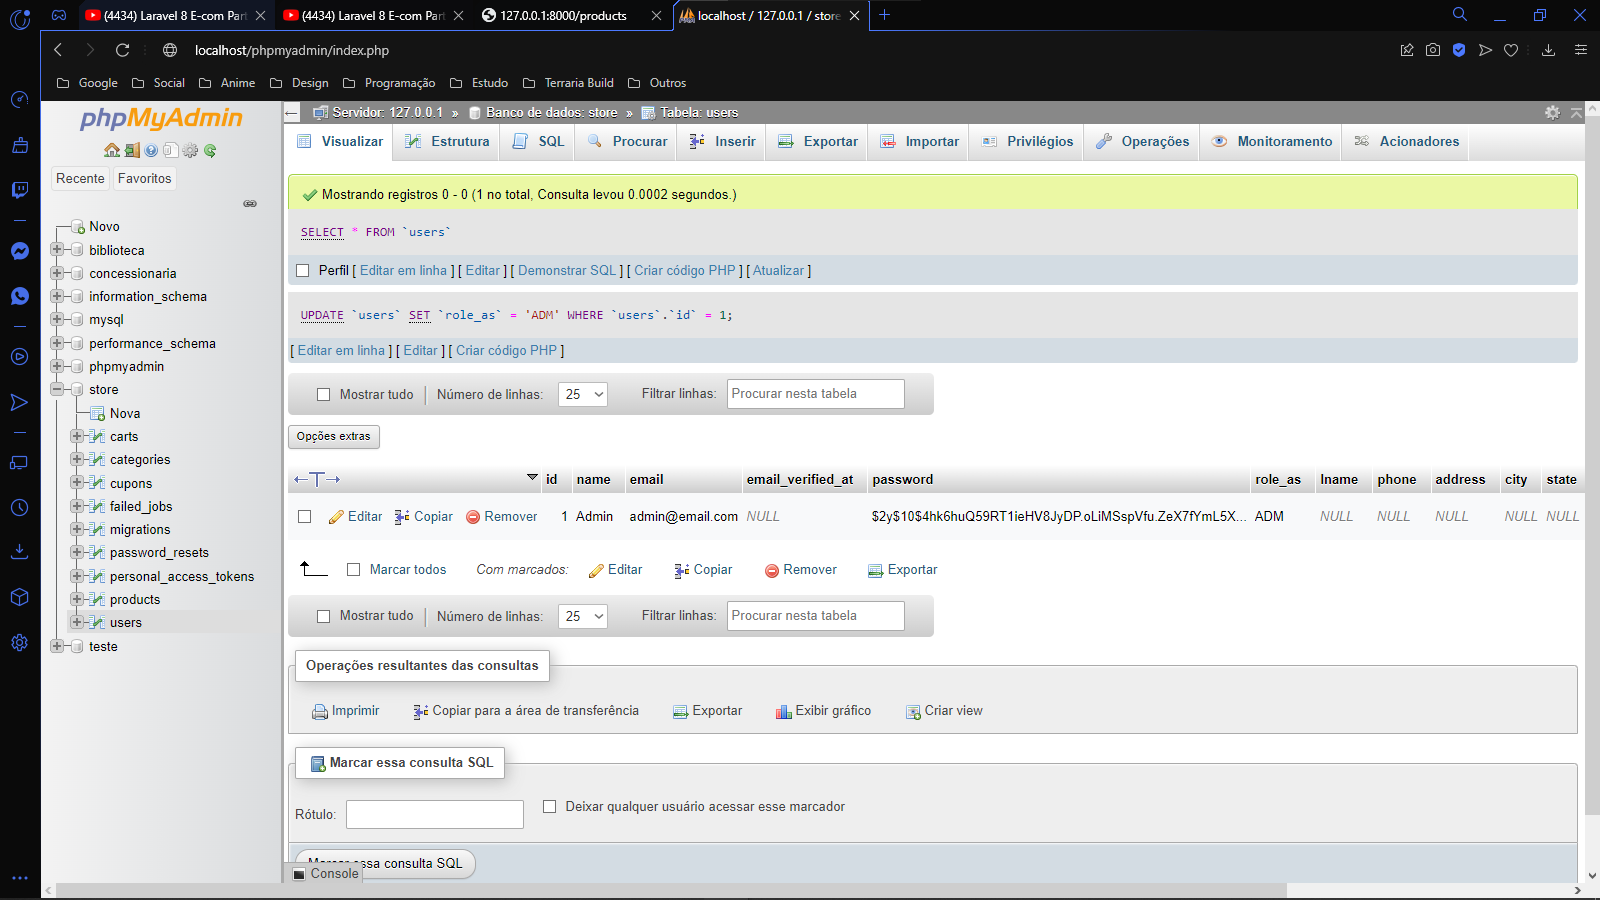 (4434) Laravel 8 E-com Part
(4434) Laravel 8 E-com Part
127.0.0.1:8000/products
localhost / 127.0.0.1 / store
localhost/phpmyadmin/index.php
Google
Social
Anime
Design
Programação
Estudo
Terraria Build
Outros
phpMyAdmin
Recente
Favoritos
Novo
biblioteca
concessionaria
information_schema
mysql
performance_schema
phpmyadmin
store
Nova
carts
categories
cupons
failed_jobs
migrations
password_resets
personal_access_tokens
products
users
teste
Servidor: 127.0.0.1 » Banco de dados: store » Tabela: users
Visualizar
Estrutura
SQL
Procurar
Inserir
Exportar
Importar
Privilégios
Operações
Monitoramento
Acionadores
Mostrando registros 0 - 0 (1 no total, Consulta levou 0.0002 segundos.)
SELECT * FROM `users`
Perfil [ Editar em linha ] [ Editar ] [ Demonstrar SQL ] [ Criar código PHP ] [ Atualizar ]
UPDATE `users` SET `role_as` = 'ADM' WHERE `users`.`id` = 1;
[ Editar em linha ] [ Editar ] [ Criar código PHP ]
Mostrar tudo | Número de linhas: 25 Filtrar linhas: Procurar nesta tabela
Opções extras
←T→ id name email email_verified_at password role_as lname phone address city state
Editar Copiar Remover 1 Admin admin@email.com NULL $2y$10$4hk6huQ59RT1ieHV8JyDP.oLiMSspVfu.ZeX7fYmL5X... ADM NULL NULL NULL NULL NULL
Marcar todos Com marcados: Editar Copiar Remover Exportar
Mostrar tudo | Número de linhas: 25 Filtrar linhas: Procurar nesta tabela
Operações resultantes das consultas
Imprimir Copiar para a área de transferência Exportar Exibir gráfico Criar view
Marcar essa consulta SQL
Rótulo: Deixar qualquer usuário acessar esse marcador
Marcar essa consulta SQL
Console